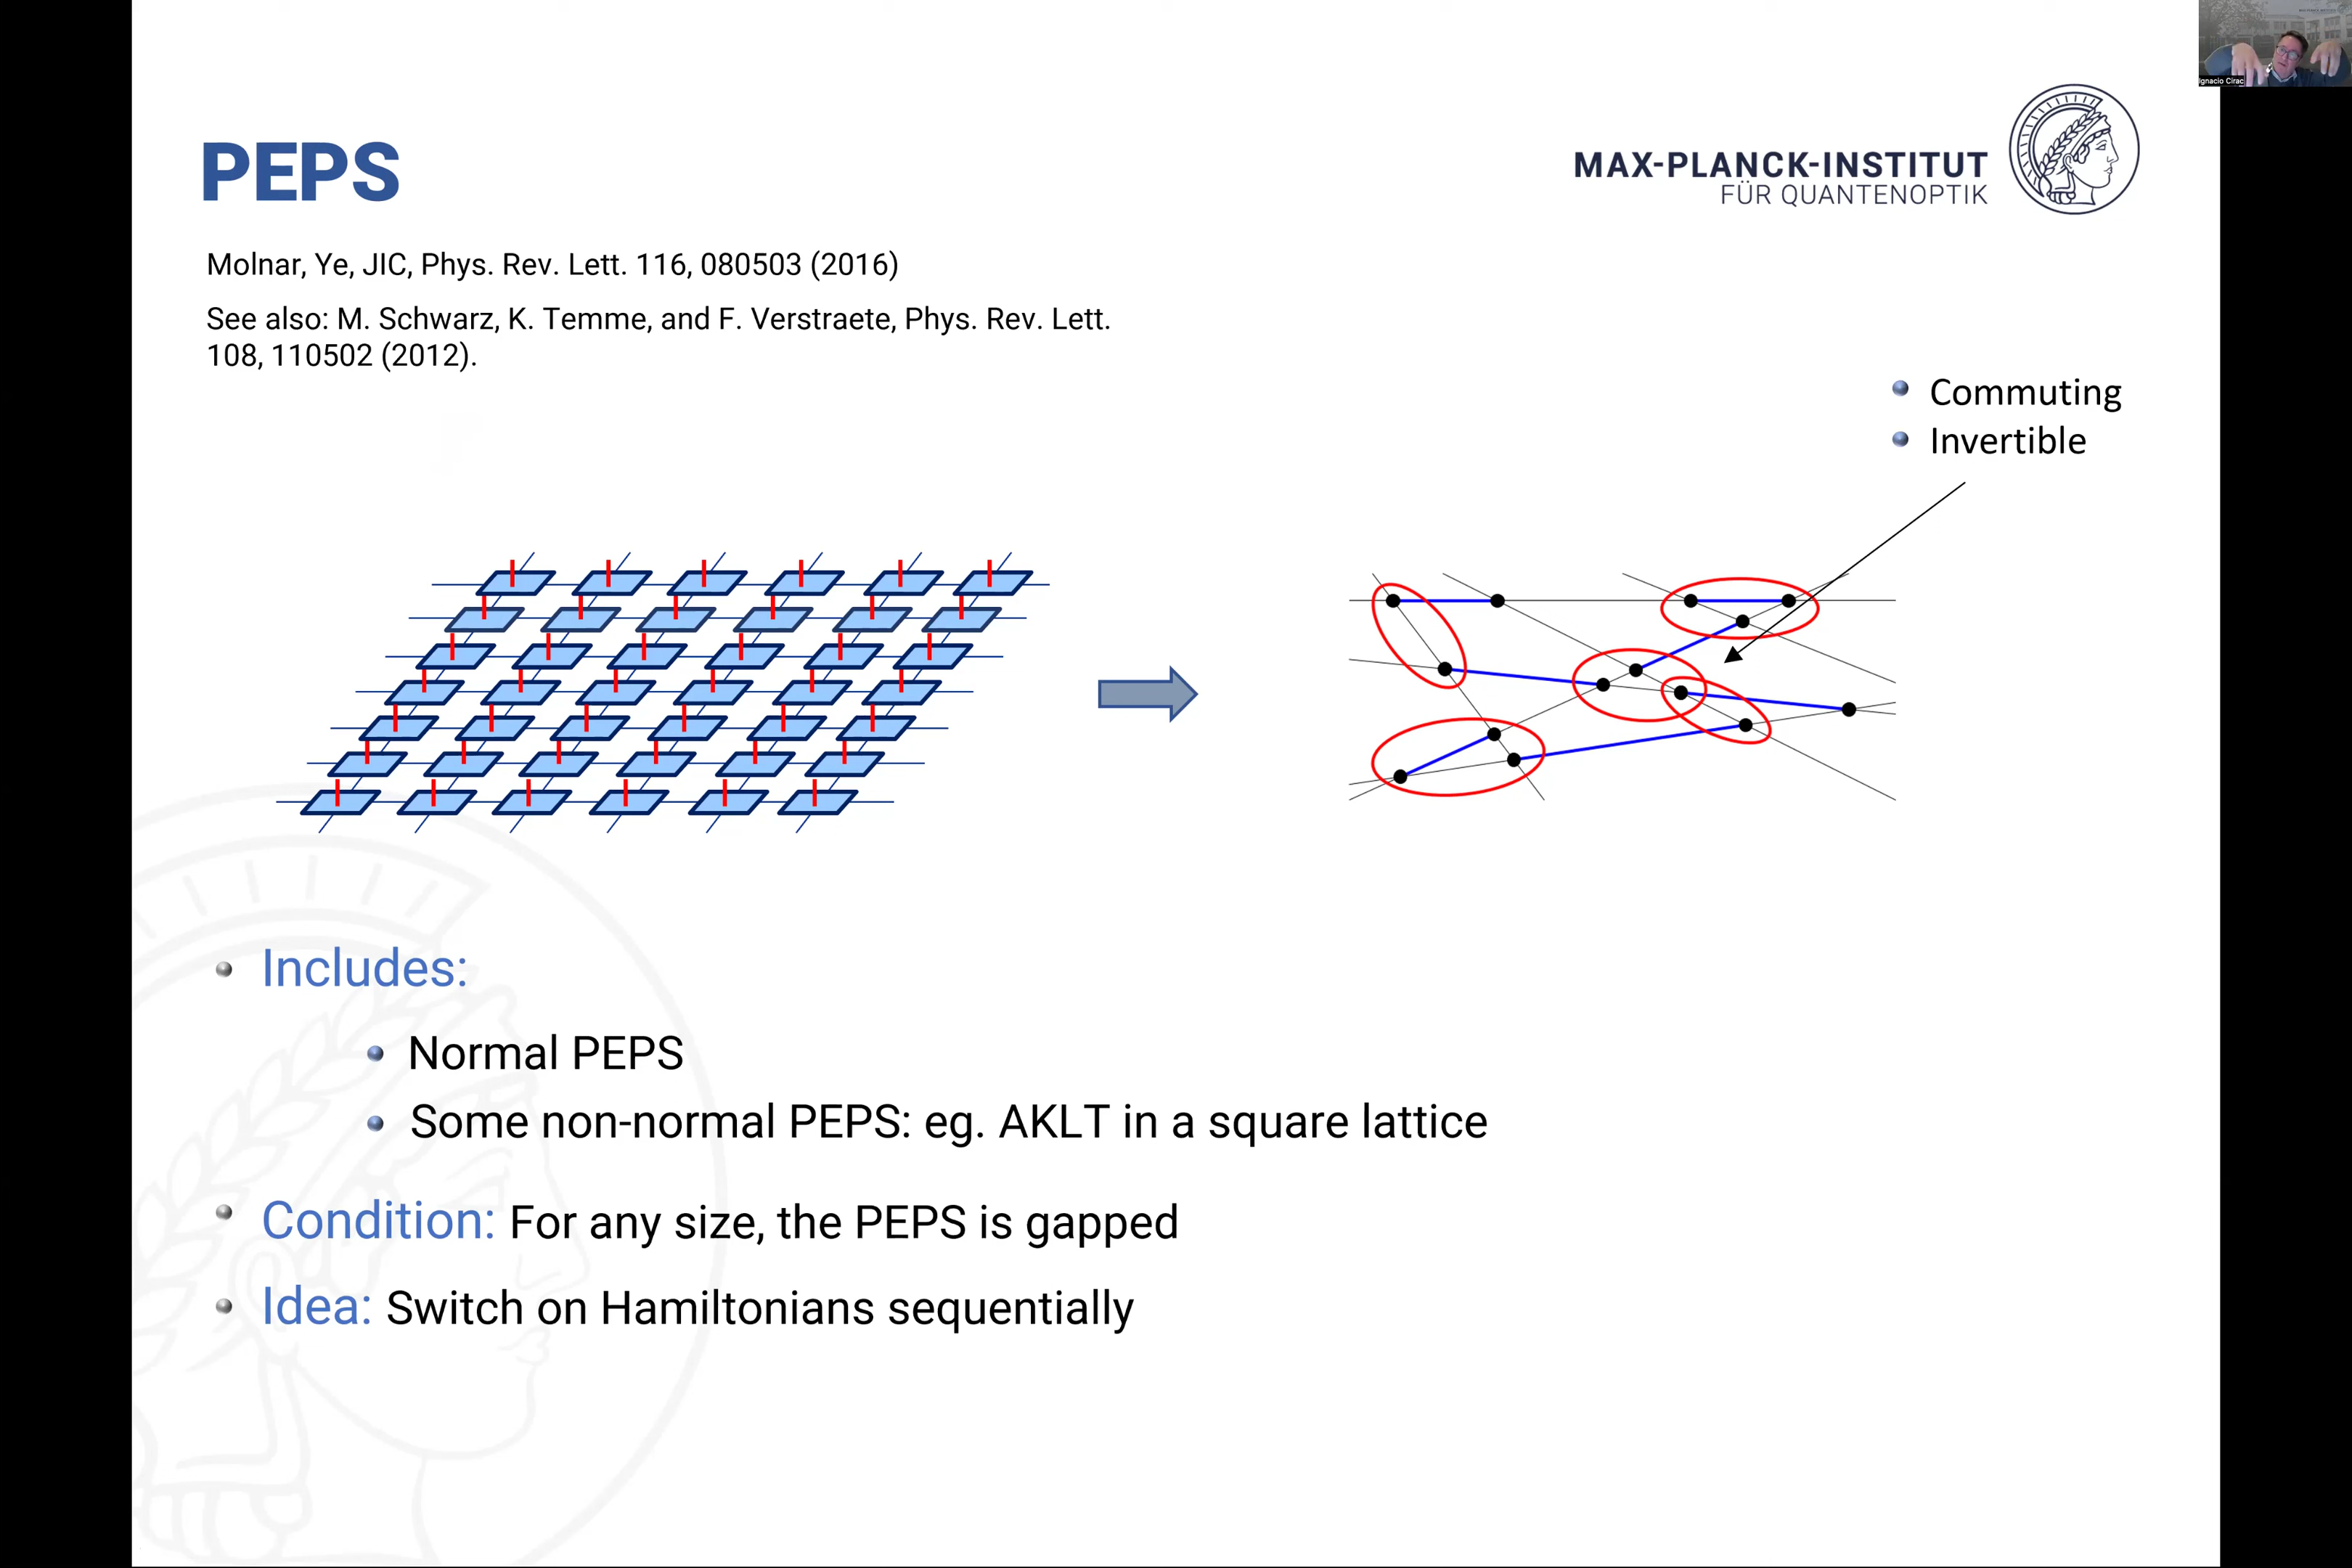 Ignacio Cirac
PEPS
MAX-PLANCK-INSTITUT
FÜR QUANTENOPTIK
Molnar, Ye, JIC, Phys. Rev. Lett. 116, 080503 (2016)
See also: M. Schwarz, K. Temme, and F. Verstraete, Phys. Rev. Lett.
108, 110502 (2012).
Commuting
Invertible
Includes:
Normal PEPS
Some non-normal PEPS: eg. AKLT in a square lattice
Condition: For any size, the PEPS is gapped
Idea: Switch on Hamiltonians sequentially